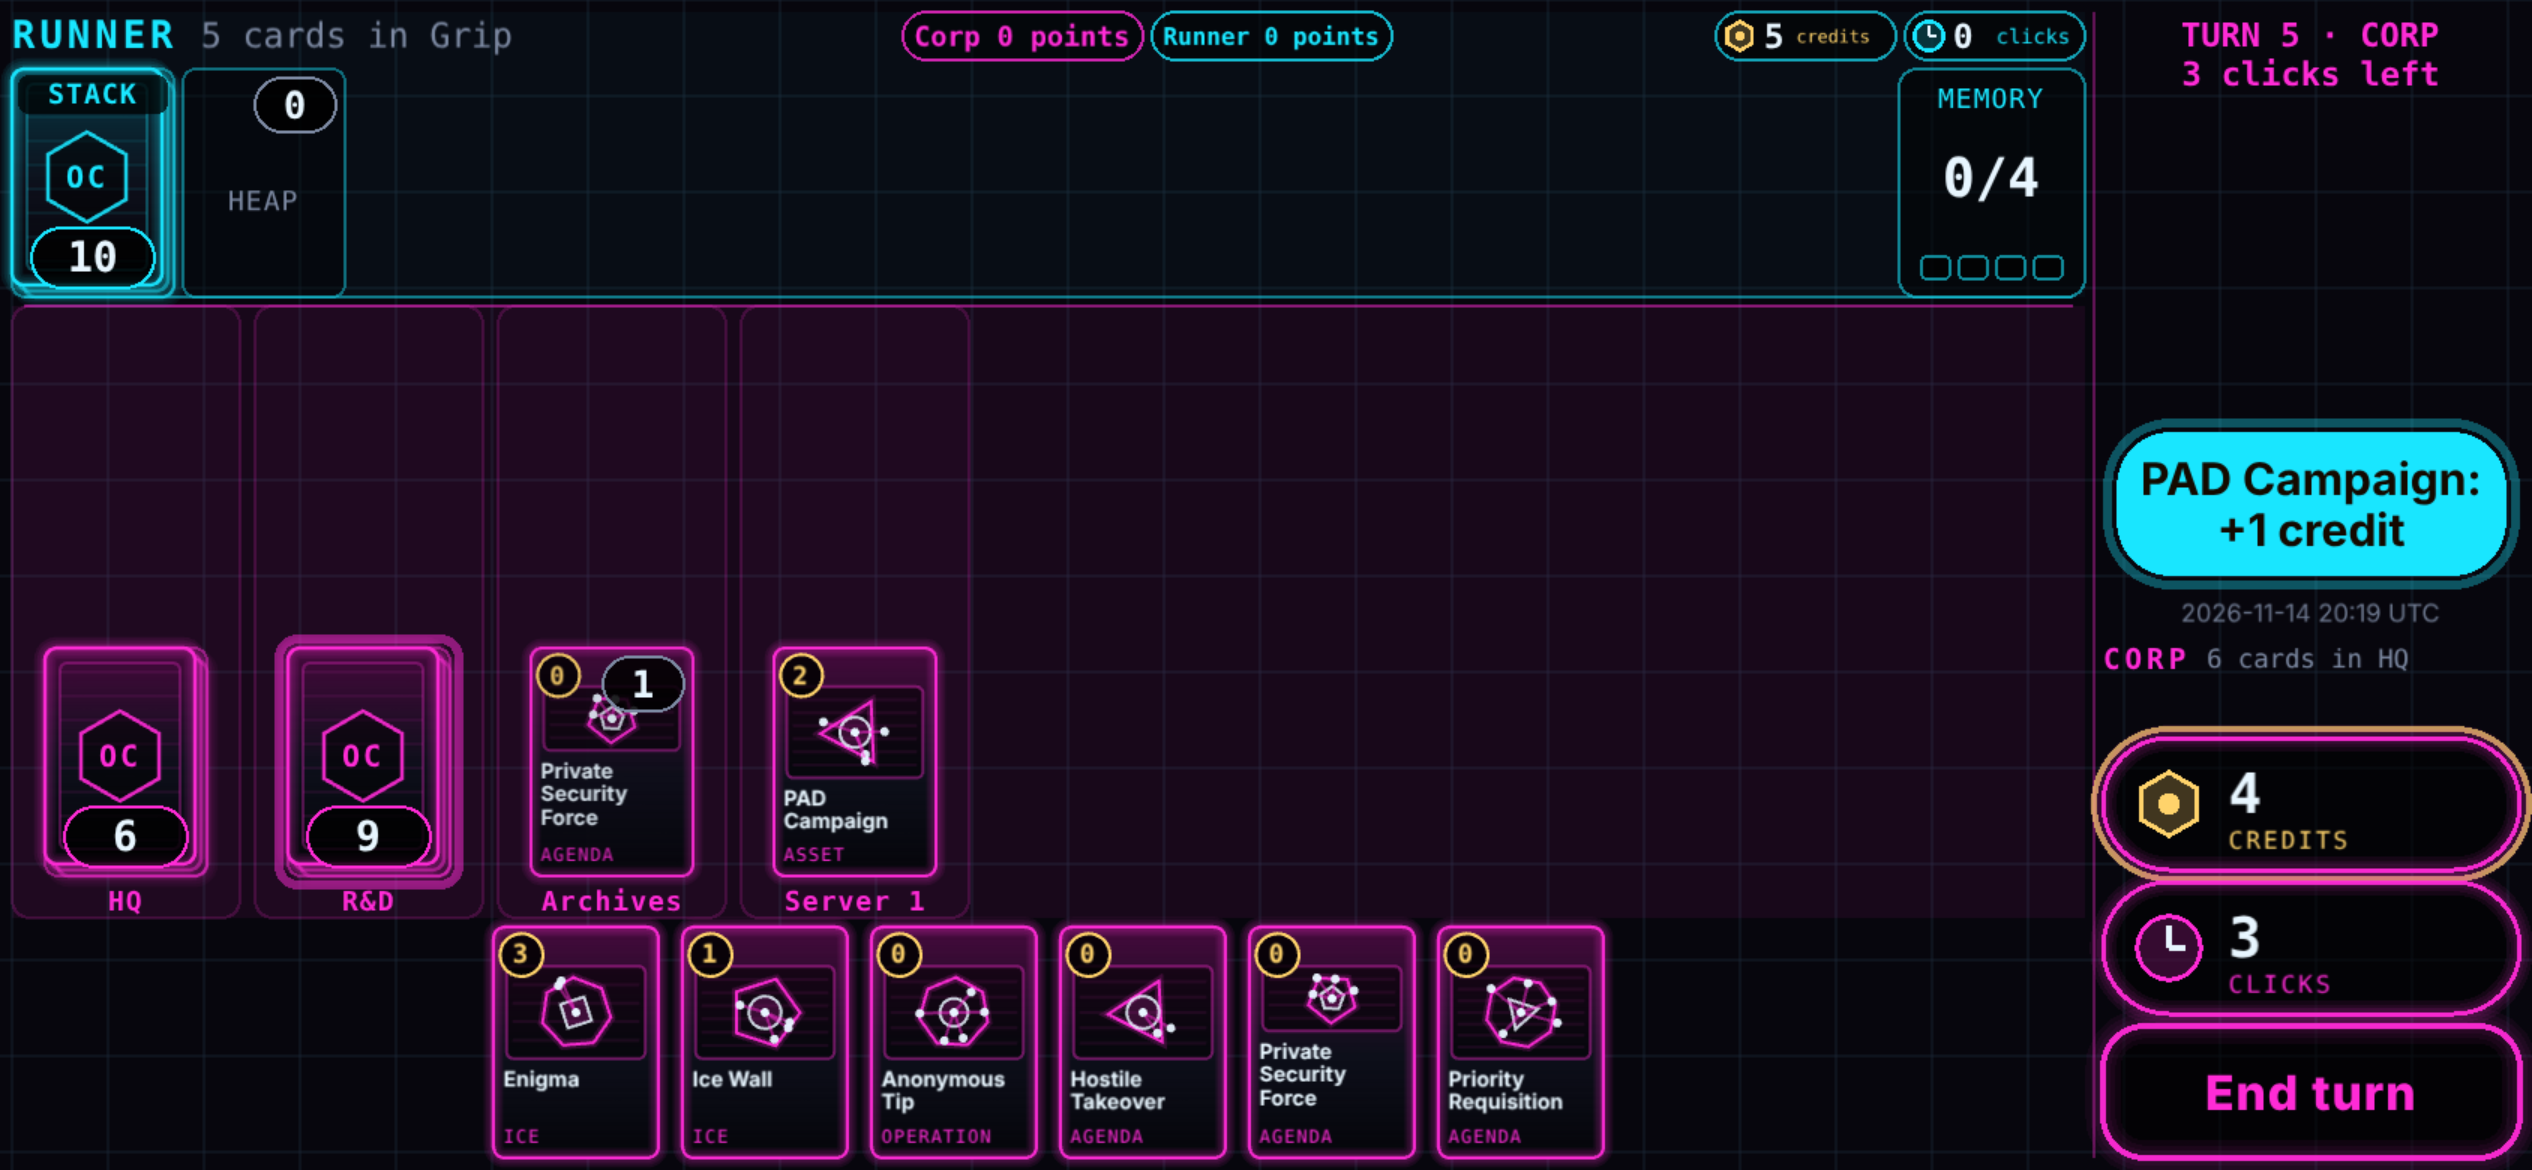 RUNNER 5 cards in Grip
Corp 0 points
Runner 0 points
5 credits
0 clicks
TURN 5 · CORP
3 clicks left
STACK
OC
10
0
HEAP
MEMORY
0/4
PAD Campaign:
+1 credit
2026-11-14 20:19 UTC
CORP 6 cards in HQ
OC
6
HQ
OC
9
R&D
0
1
Private
Security
Force
AGENDA
Archives
2
PAD
Campaign
ASSET
Server 1
4
CREDITS
3
CLICKS
End turn
3
Enigma
ICE
1
Ice Wall
ICE
0
Anonymous
Tip
OPERATION
0
Hostile
Takeover
AGENDA
0
Private
Security
Force
AGENDA
0
Priority
Requisition
AGENDA